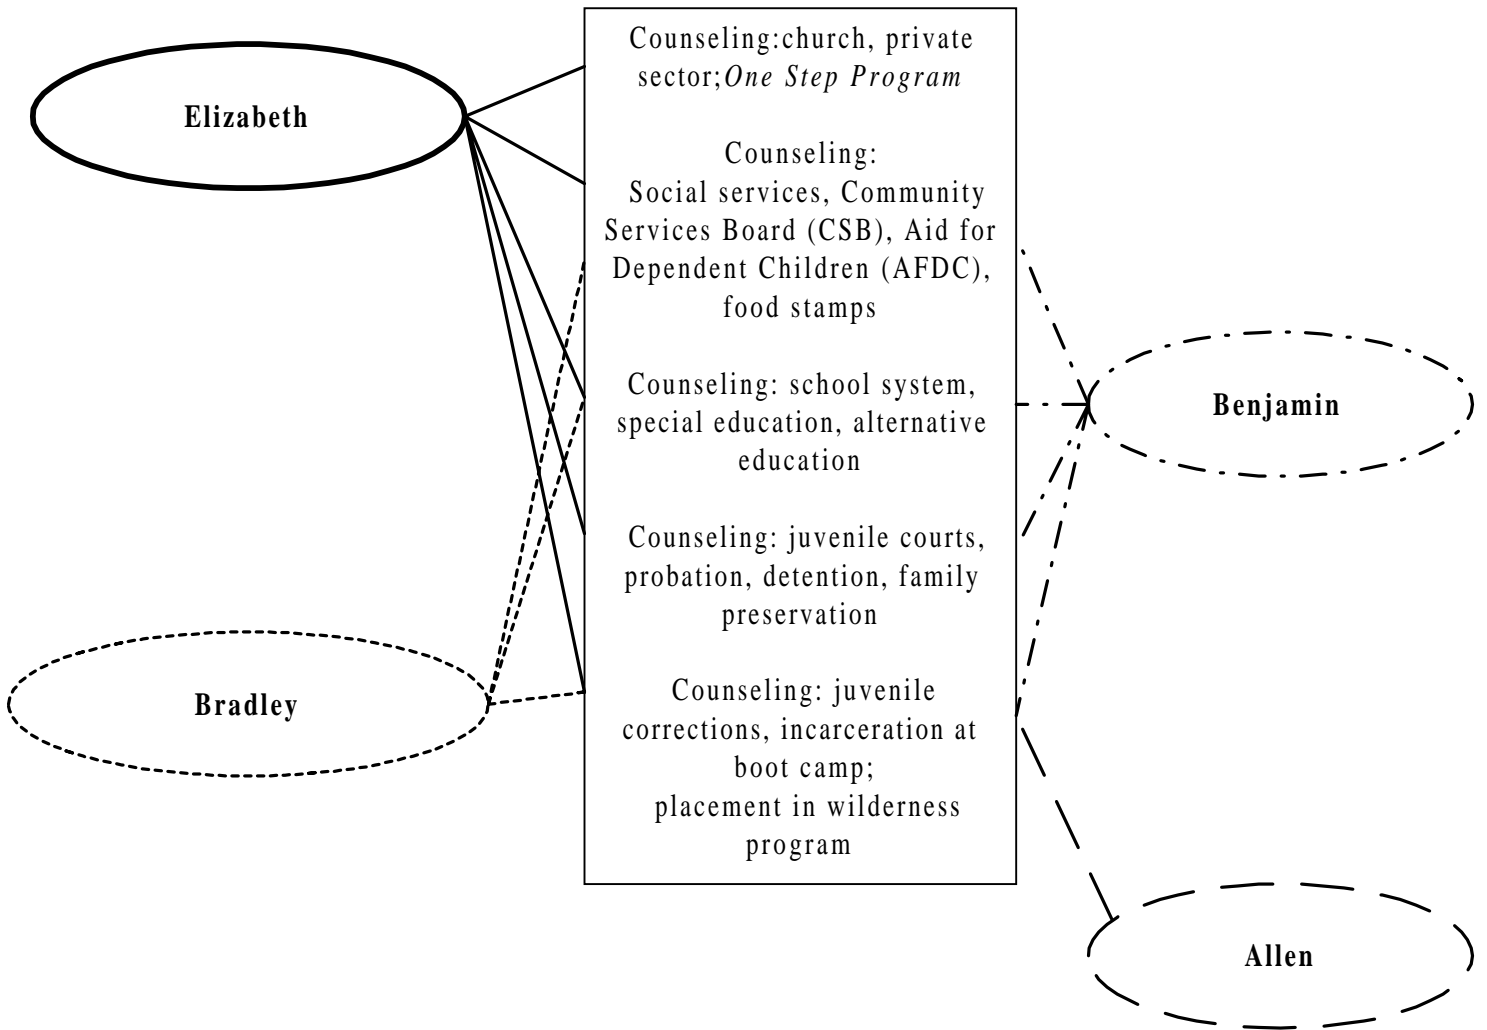 Elizabeth
Counseling:church, private
sector;One Step Program
Counseling:
Social services, Community
Services Board (CSB), Aid for
Dependent Children (AFDC),
food stamps
Counseling: school system,
special education, alternative
education
Benjamin
Counseling: juvenile courts,
probation, detention, family
preservation
Bradley
Counseling: juvenile
corrections, incarceration at
boot camp;
placement in wilderness
program
Allen